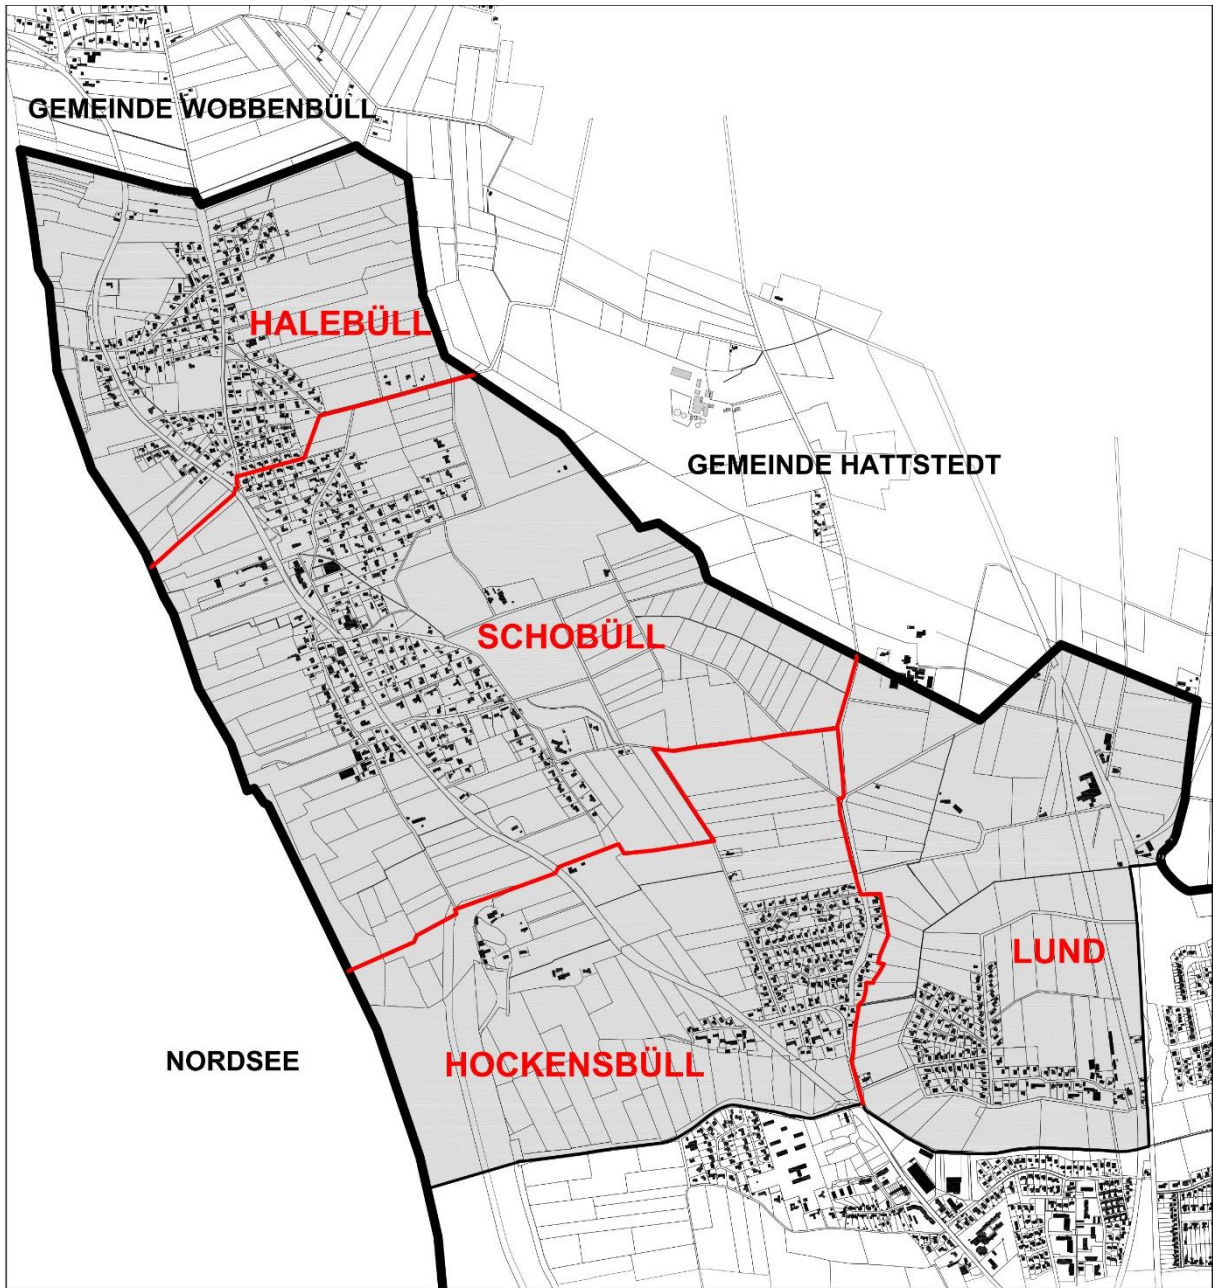 GEMEINDE WOBBENBÜLL
HALEBÜLL
GEMEINDE HATTSTEDT
SCHOBÜLL
LUND
NORDSEE
HOCKENSBÜLL